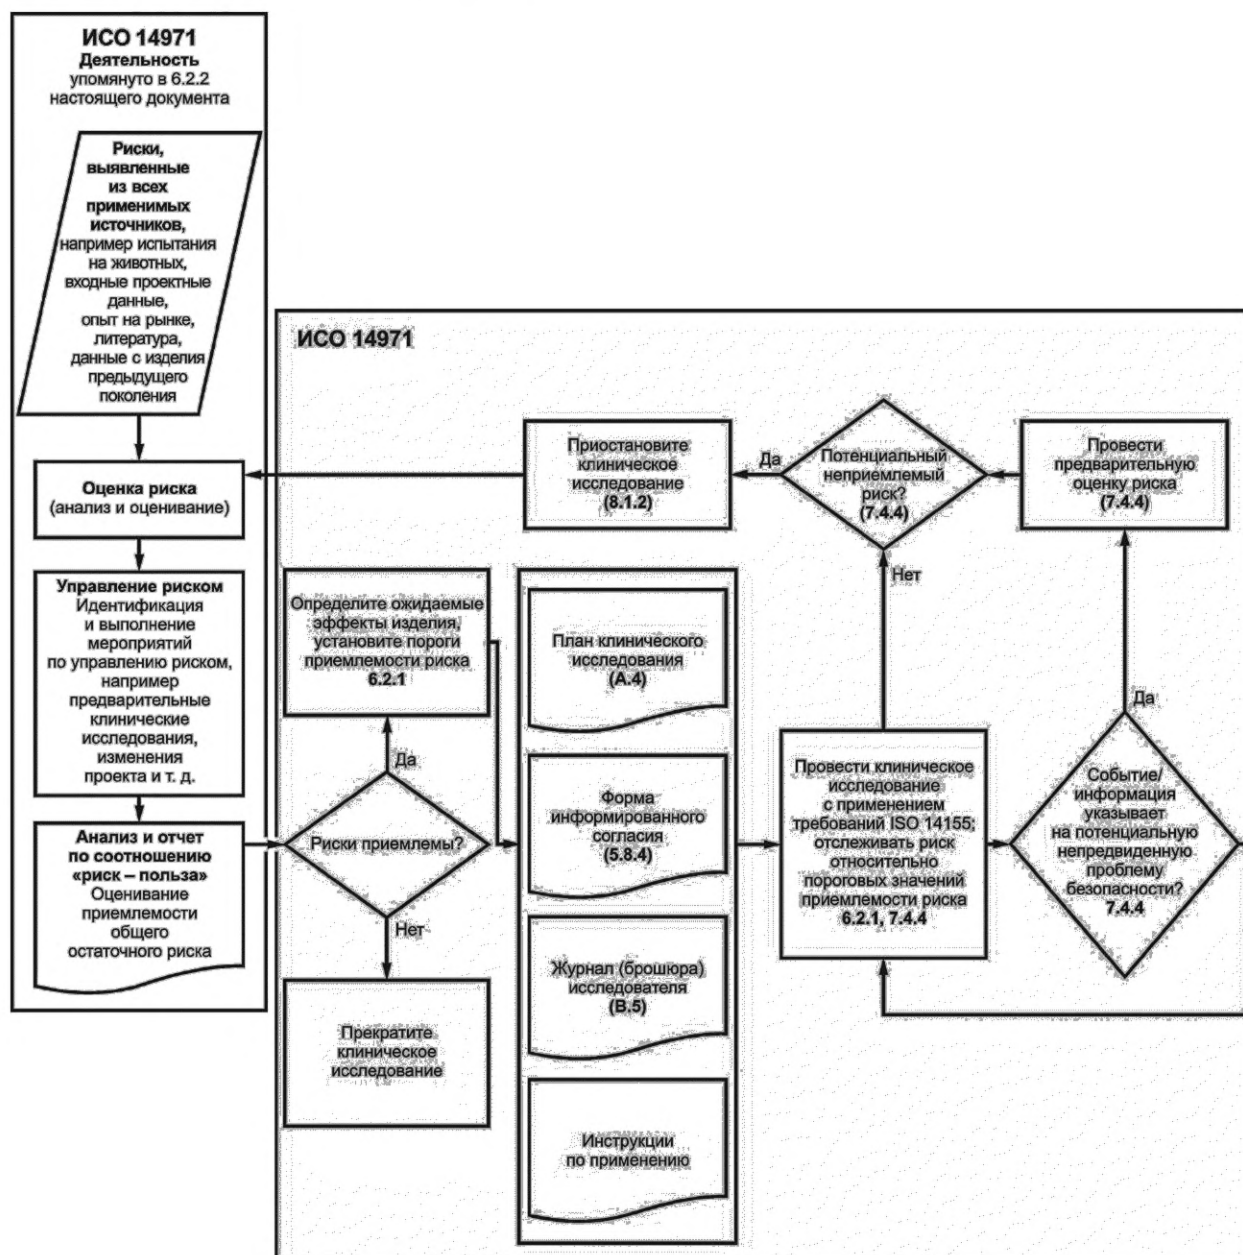 ИСО 14971
Деятельность
упомянуто в 6.2.2
настоящего документа
Риски,
выявленные
из всех
применимых
источников,
например испытания
на животных,
входные проектные
данные,
опыт на рынке,
литература,
данные с изделия
предыдущего
поколения
Оценка риска
(анализ и оценивание)
Управление риском
Идентификация
и выполнение
мероприятий
по управлению риском,
например
предварительные
клинические
исследования,
изменения
проекта и т. д.
Анализ и отчет
по соотношению
«риск – польза»
Оценивание
приемлемости
общего
остаточного риска
ИСО 14971
Приостановите
клиническое
исследование
(8.1.2)
Да
Потенциальный
неприемлемый
риск?
(7.4.4)
Провести
предварительную
оценку риска
(7.4.4)
Нет
Определите ожидаемые
эффекты изделия,
установите пороги
приемлемости риска
6.2.1
Да
Риски приемлемы?
Нет
Прекратите
клиническое
исследование
План клинического
исследования
(A.4)
Форма
информированного
согласия
(5.8.4)
Журнал (брошюра)
исследователя
(B.5)
Инструкции
по применению
Провести клиническое
исследование
с применением
требований ISO 14155;
отслеживать риск
относительно
пороговых значений
приемлемости риска
6.2.1, 7.4.4
Да
Событие/
информация
указывает
на потенциальную
непредвиденную
проблему
безопасности?
7.4.4